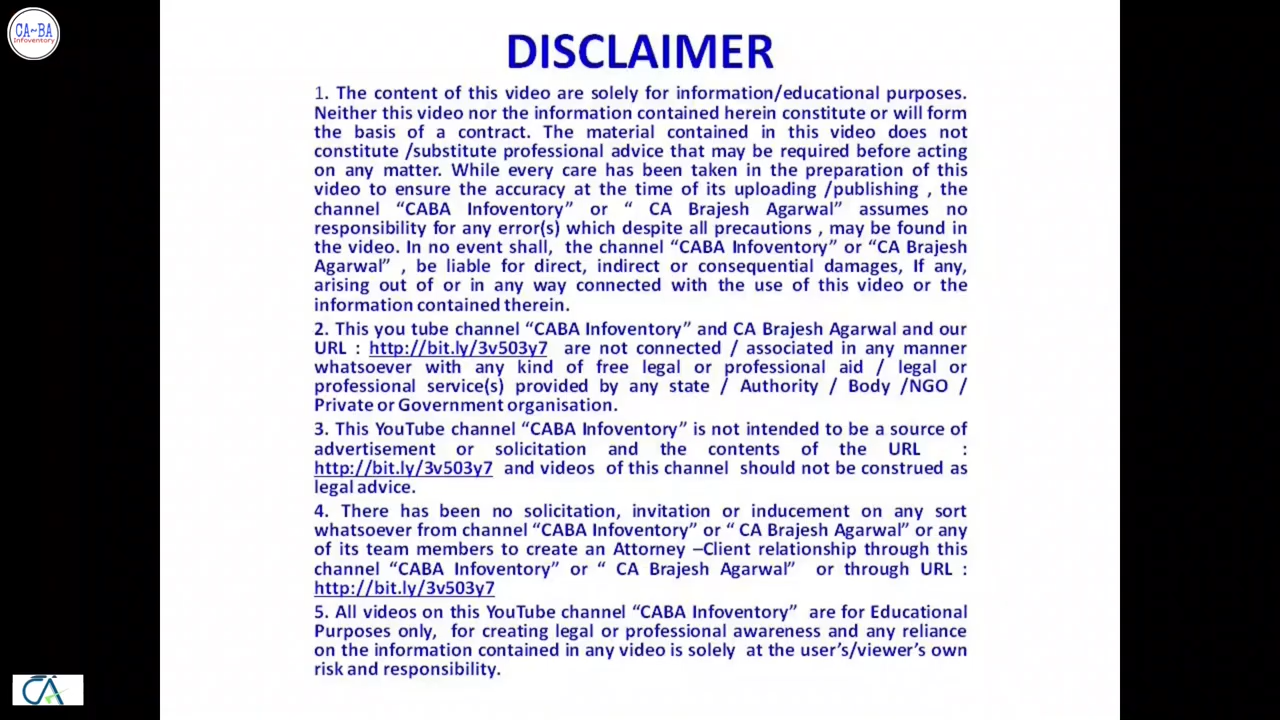 CA~BA
Infoventory
DISCLAIMER
1. The content of this video are solely for information/educational purposes.
Neither this video nor the information contained herein constitute or will form
the basis of a contract. The material contained in this video does not
constitute /substitute professional advice that may be required before acting
on any matter. While every care has been taken in the preparation of this
video to ensure the accuracy at the time of its uploading /publishing , the
channel “CABA Infoventory” or “ CA Brajesh Agarwal” assumes no
responsibility for any error(s) which despite all precautions , may be found in
the video. In no event shall, the channel “CABA Infoventory” or “CA Brajesh
Agarwal” , be liable for direct, indirect or consequential damages, If any,
arising out of or in any way connected with the use of this video or the
information contained therein.
2. This you tube channel “CABA Infoventory” and CA Brajesh Agarwal and our
URL : http://bit.ly/3v503y7 are not connected / associated in any manner
whatsoever with any kind of free legal or professional aid / legal or
professional service(s) provided by any state / Authority / Body /NGO /
Private or Government organisation.
3. This YouTube channel “CABA Infoventory” is not intended to be a source of
advertisement or solicitation and the contents of the URL :
http://bit.ly/3v503y7 and videos of this channel should not be construed as
legal advice.
4. There has been no solicitation, invitation or inducement on any sort
whatsoever from channel “CABA Infoventory” or “ CA Brajesh Agarwal” or any
of its team members to create an Attorney –Client relationship through this
channel “CABA Infoventory” or “ CA Brajesh Agarwal” or through URL :
http://bit.ly/3v503y7
5. All videos on this YouTube channel “CABA Infoventory” are for Educational
Purposes only, for creating legal or professional awareness and any reliance
on the information contained in any video is solely at the user’s/viewer’s own
risk and responsibility.
CA